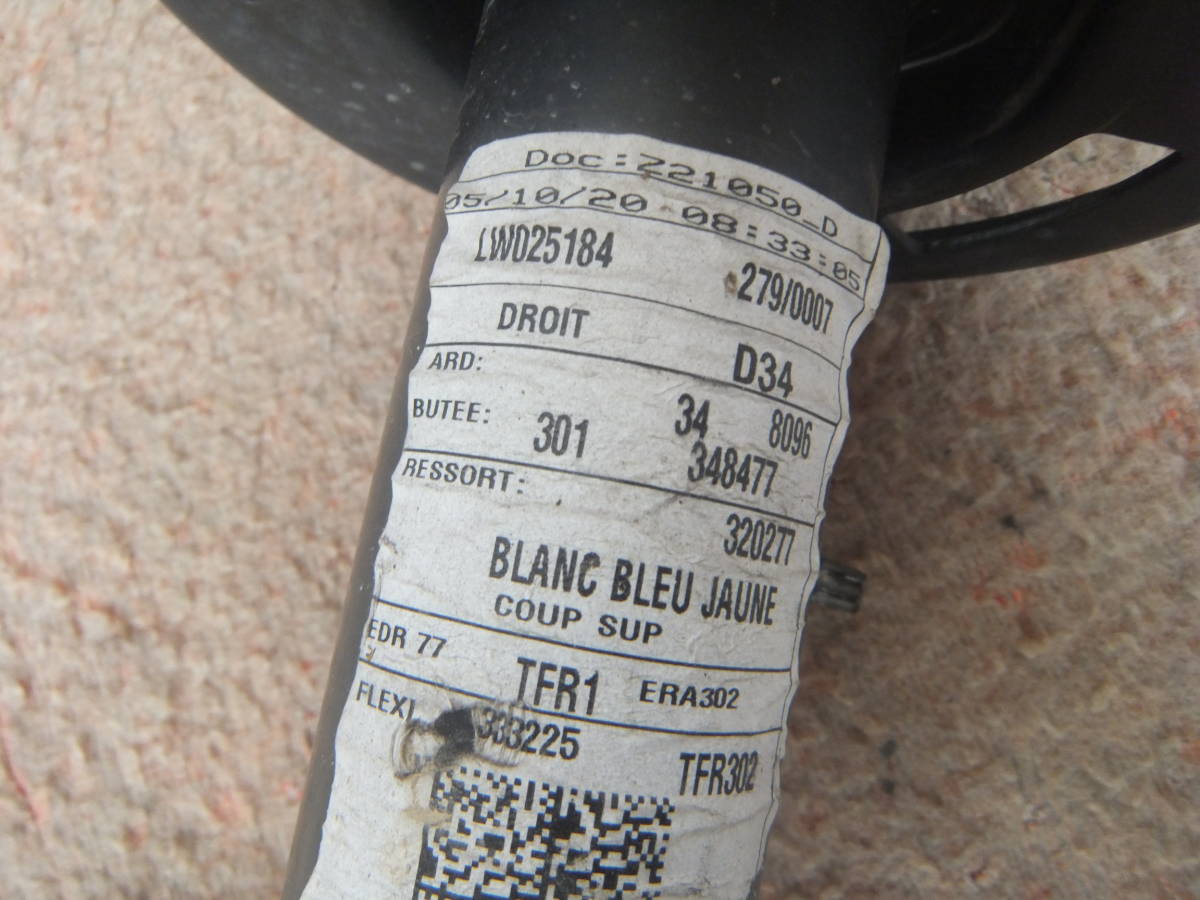 Doc:Z21050_D
05/10/20 08:33:05
LW025184 279/0007
DROIT D34
ARD: 34 8096
BUTEE: 301 348477
RESSORT: 320277
BLANC BLEU JAUNE
COUP SUP
EDR 77 TFR1 ERA302
FLEXI 333225 TFR302